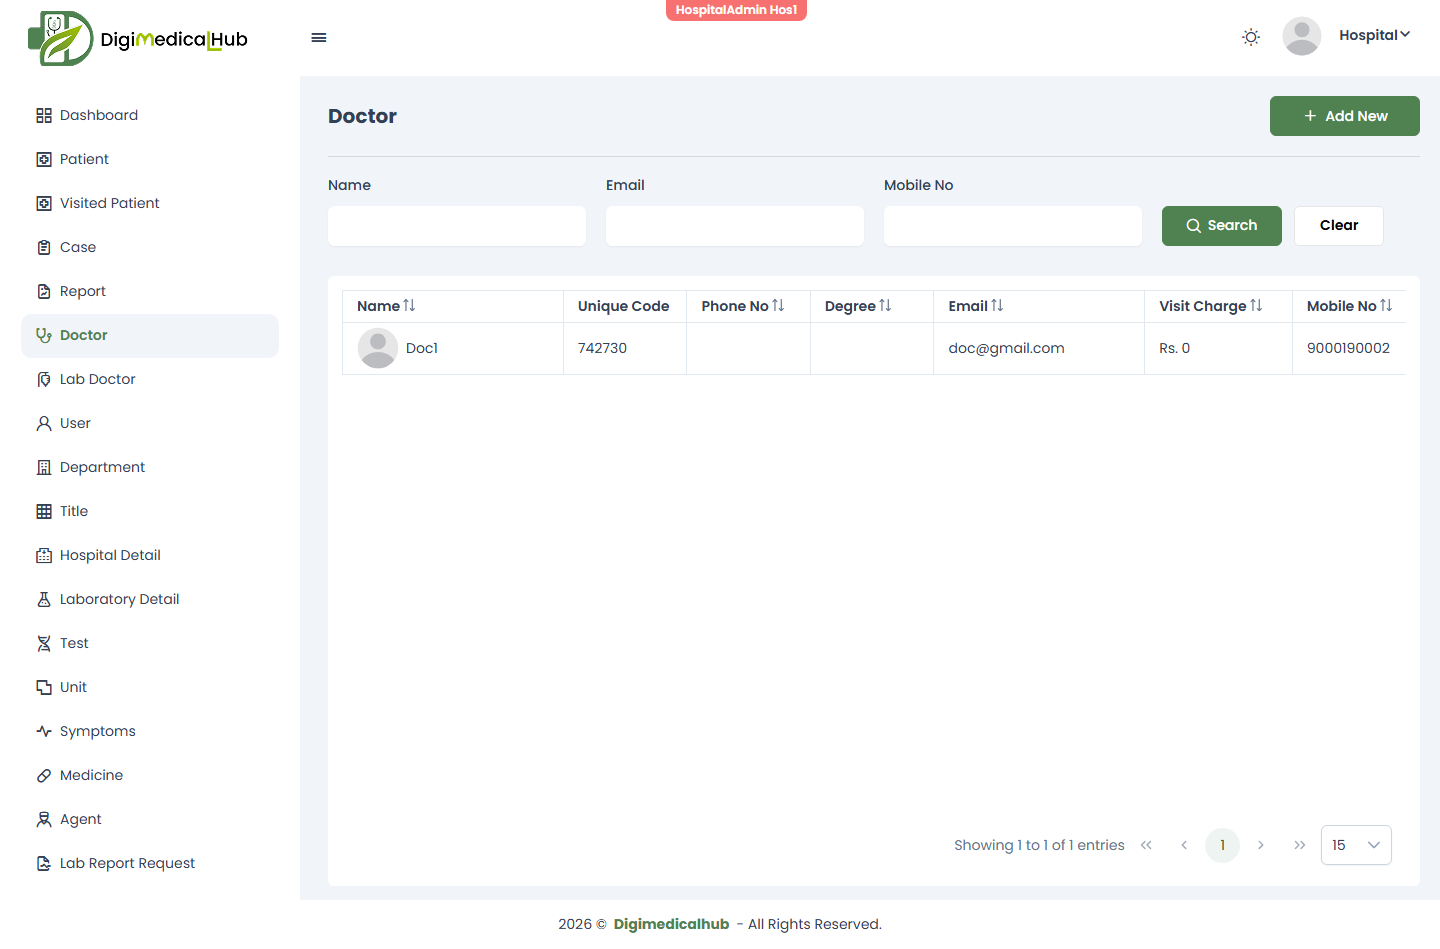 HospitalAdmin Hos1
DigiMedicalHub
Hospital
Dashboard
Patient
Visited Patient
Case
Report
Doctor
Lab Doctor
User
Department
Title
Hospital Detail
Laboratory Detail
Test
Unit
Symptoms
Medicine
Agent
Lab Report Request
Doctor
+ Add New
Name Email Mobile No
Search Clear
Name Unique Code Phone No Degree Email Visit Charge Mobile No
Doc1 742730 doc@gmail.com Rs. 0 9000190002
Showing 1 to 1 of 1 entries « ‹ 1 › » 15
2026 © Digimedicalhub - All Rights Reserved.